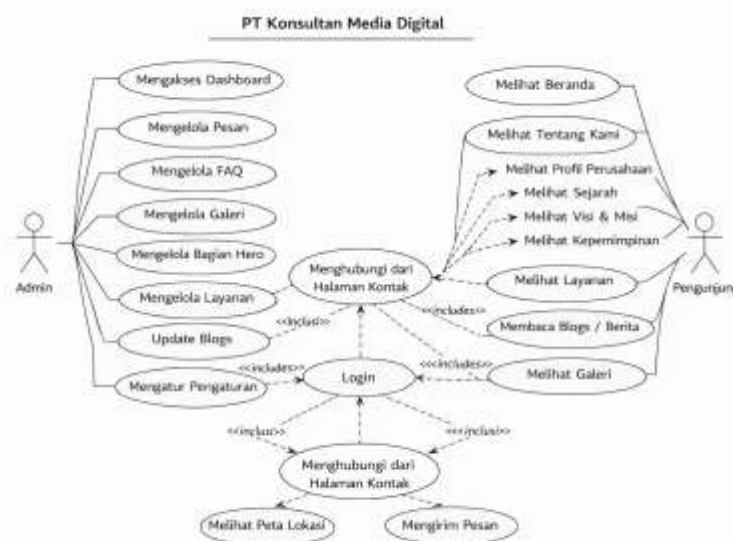 PT Konsultan Media Digital
Mengakses Dashboard
Mengelola Pesan
Mengelola FAQ
Mengelola Galeri
Mengelola Bagian Hero
Mengelola Layanan
Update Blogs
Mengatur Pengaturan
Admin
Melihat Beranda
Melihat Tentang Kami
Melihat Profil Perusahaan
Melihat Sejarah
Melihat Visi & Misi
Melihat Kepemimpinan
Melihat Layanan
Membaca Blogs / Berita
Melihat Galeri
Pengunjung
Menghubungi dari
Halaman Kontak
<<Inclusi>>
<<includes>>
<<includes>>
<<includes>>
Login
<<inclusi>>
<<inclusi>>
Menghubungi dari
Halaman Kontak
Melihat Peta Lokasi
Mengirim Pesan